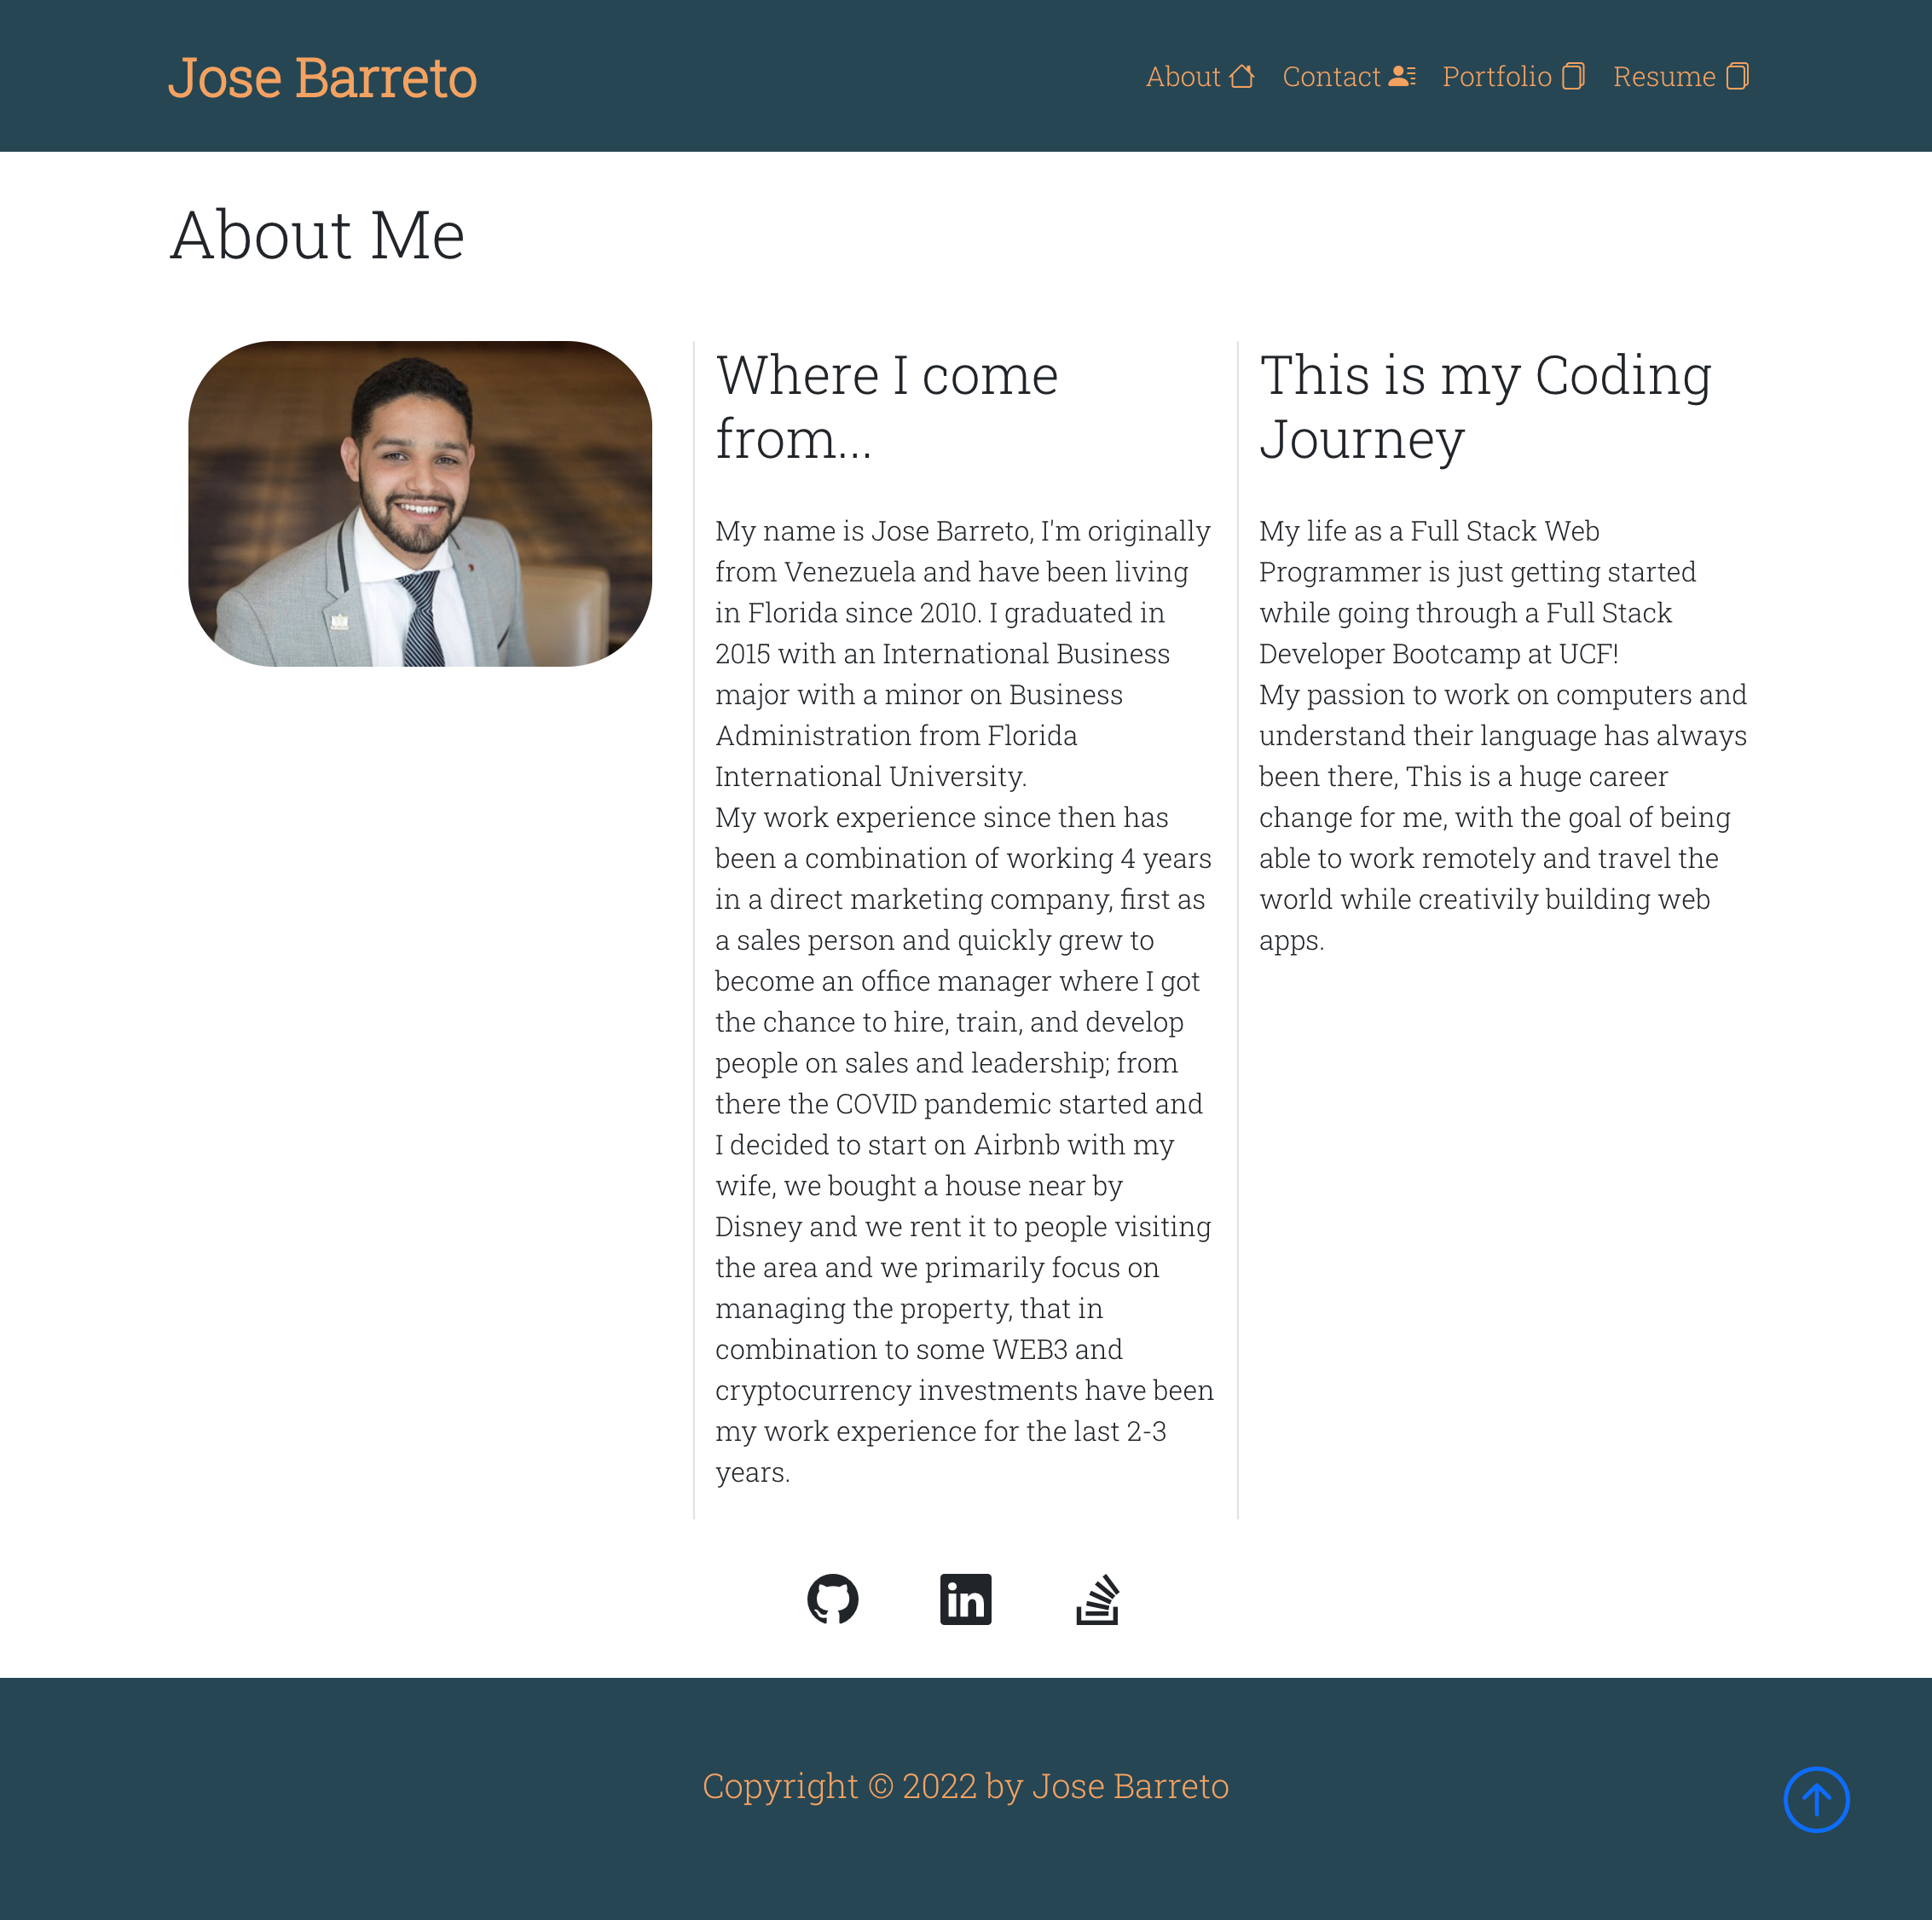 Jose Barreto
About
Contact
Portfolio
Resume
About Me
Where I come
from...
My name is Jose Barreto, I'm originally
from Venezuela and have been living
in Florida since 2010. I graduated in
2015 with an International Business
major with a minor on Business
Administration from Florida
International University.
My work experience since then has
been a combination of working 4 years
in a direct marketing company, first as
a sales person and quickly grew to
become an office manager where I got
the chance to hire, train, and develop
people on sales and leadership; from
there the COVID pandemic started and
I decided to start on Airbnb with my
wife, we bought a house near by
Disney and we rent it to people visiting
the area and we primarily focus on
managing the property, that in
combination to some WEB3 and
cryptocurrency investments have been
my work experience for the last 2-3
years.
This is my Coding
Journey
My life as a Full Stack Web
Programmer is just getting started
while going through a Full Stack
Developer Bootcamp at UCF!
My passion to work on computers and
understand their language has always
been there, This is a huge career
change for me, with the goal of being
able to work remotely and travel the
world while creativily building web
apps.
in
Copyright © 2022 by Jose Barreto